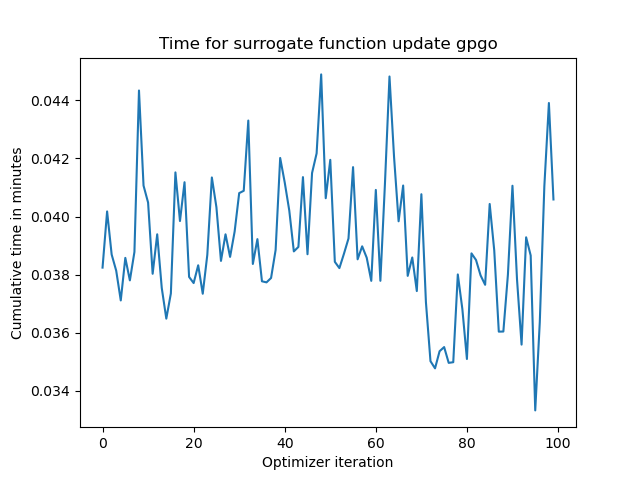 Time for surrogate function update gpgo
Cumulative time in minutes
0.044
0.042
0.040
0.038
0.036
0.034
0 20 40 60 80 100
Optimizer iteration